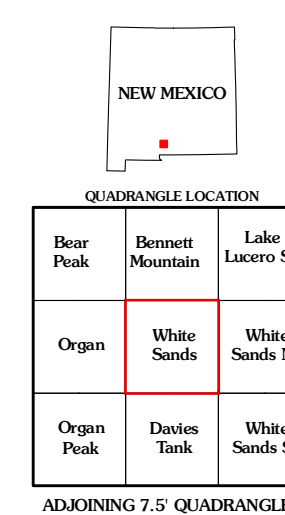 NEW MEXICO
QUADRANGLE LOCATION
Bear
Peak
Bennett
Mountain
Lake
Lucero S
Organ
White
Sands
White
Sands N
Organ
Peak
Davies
Tank
White
Sands S
ADJOINING 7.5' QUADRANGLE